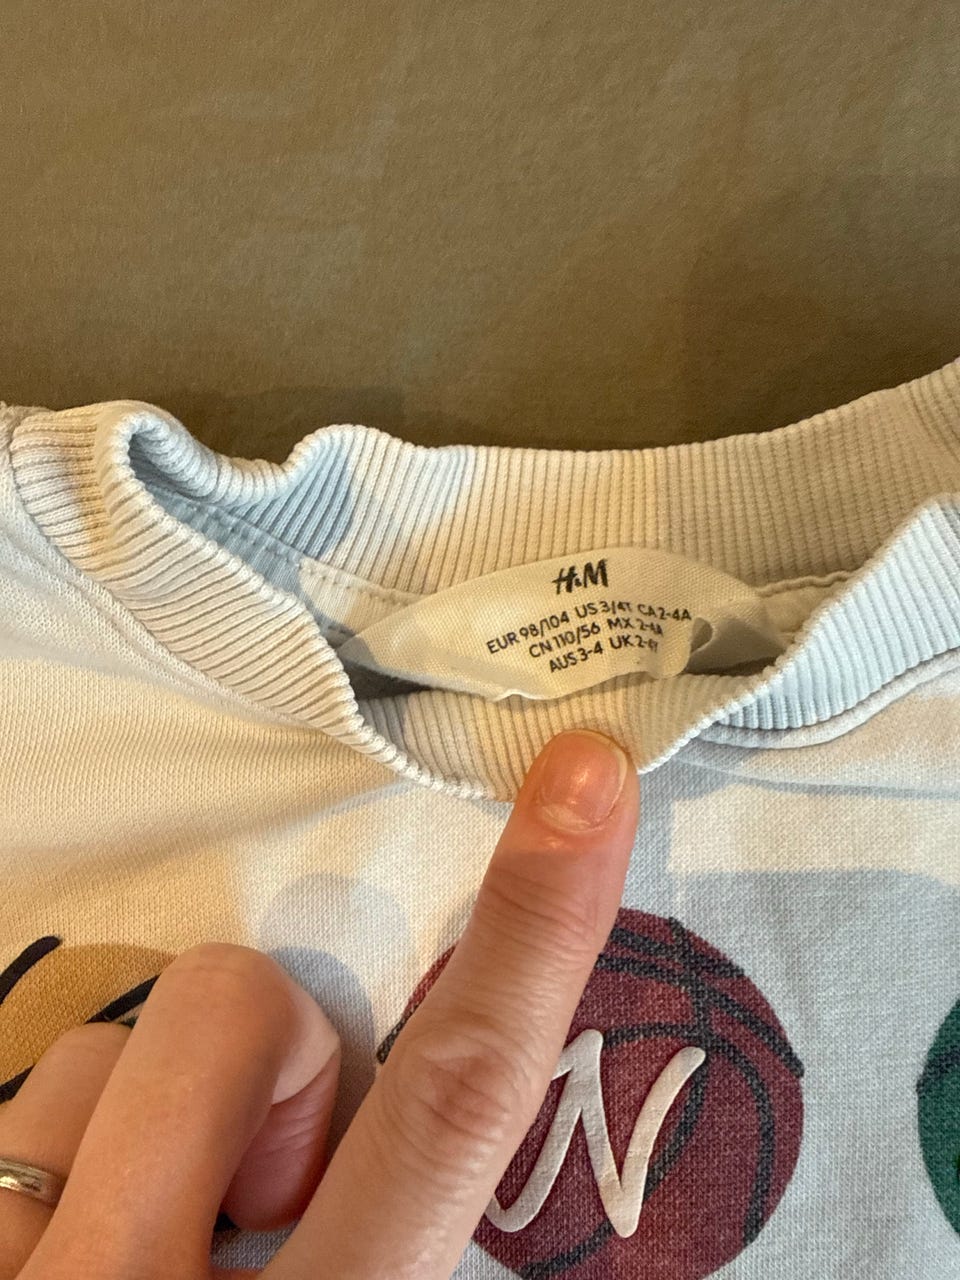 H&M
EUR 98/104 US 3/4T CA 2-4A
CN 110/56 MX 2-4A
AUS 3-4 UK 2-4Y
N